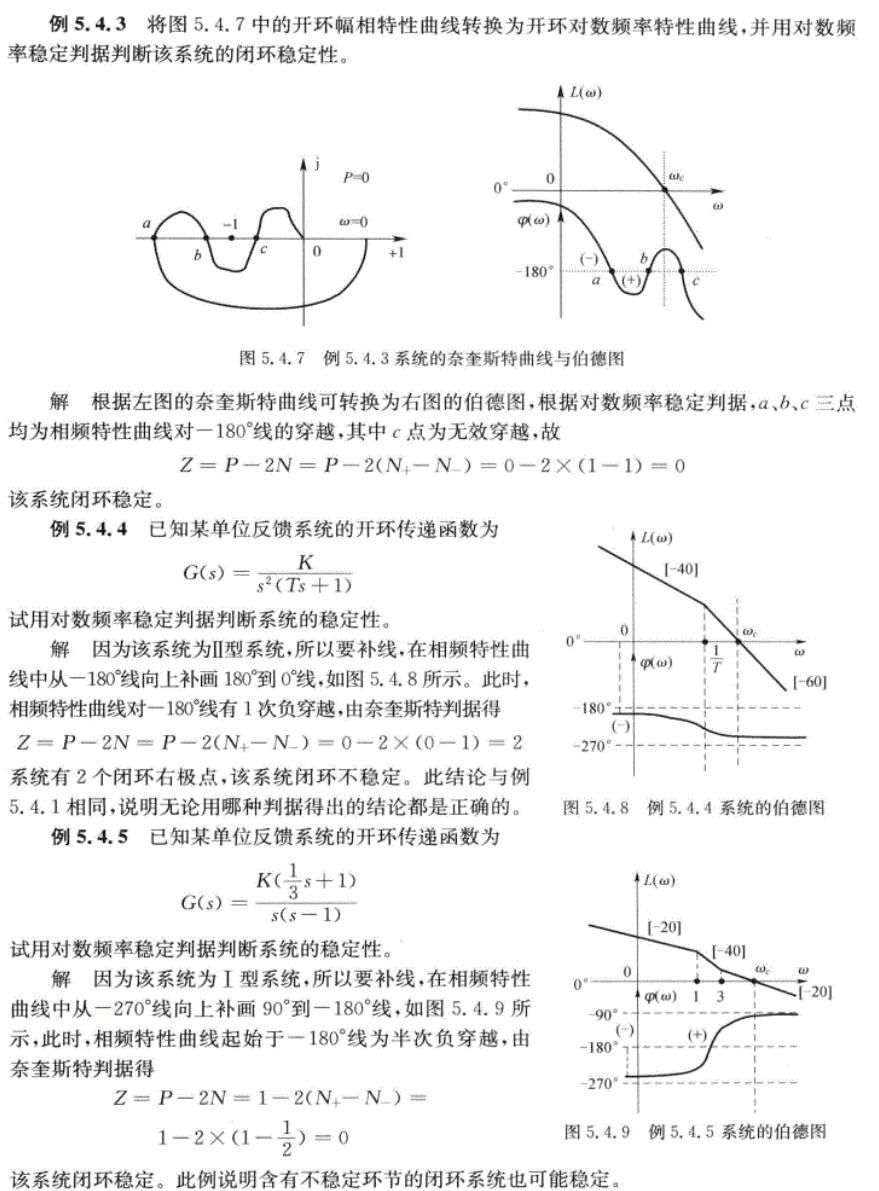 例 5.4.3 将图 5.4.7 中的开环幅相特性曲线转换为开环对数频率特性曲线,并用对数频
率稳定判据判断该系统的闭环稳定性。
j
P=0
ω=0
a
b
-1
c
0
+1
L(ω)
0°
0
ωc
ω
φ(ω)
-180°
(-)
a
(+)
b
c
图 5.4.7 例 5.4.3 系统的奈奎斯特曲线与伯德图
解 根据左图的奈奎斯特曲线可转换为右图的伯德图,根据对数频率稳定判据,a、b、c 三点
均为相频特性曲线对-180°线的穿越,其中 c 点为无效穿越,故
Z = P-2N = P-2(N₊-N₋) = 0-2×(1-1) = 0
该系统闭环稳定。
例 5.4.4 已知某单位反馈系统的开环传递函数为
G(s) = K / s²(Ts+1)
试用对数频率稳定判据判断系统的稳定性。
解 因为该系统为Ⅱ型系统,所以要补线,在相频特性曲
线中从-180°线向上补画 180°到 0°线,如图 5.4.8 所示。此时,
相频特性曲线对-180°线有 1 次负穿越,由奈奎斯特判据得
Z = P-2N = P-2(N₊-N₋) = 0-2×(0-1) = 2
系统有 2 个闭环右极点,该系统闭环不稳定。此结论与例
5.4.1 相同,说明无论用哪种判据得出的结论都是正确的。
L(ω)
[-40]
0°
0
1/T
ωc
ω
φ(ω)
[-60]
-180°
(-)
-270°
图 5.4.8 例 5.4.4 系统的伯德图
例 5.4.5 已知某单位反馈系统的开环传递函数为
G(s) = K(1/3 s+1) / s(s-1)
试用对数频率稳定判据判断系统的稳定性。
解 因为该系统为Ⅰ型系统,所以要补线,在相频特性
曲线中从-270°线向上补画 90°到-180°线,如图 5.4.9 所
示,此时,相频特性曲线起始于-180°线为半次负穿越,由
奈奎斯特判据得
Z = P-2N = 1-2(N₊-N₋) =
1-2×(1-1/2) = 0
L(ω)
[-20]
[-40]
0°
0
1
3
ωc
ω
[-20]
φ(ω)
-90°
(-)
(+)
-180°
-270°
图 5.4.9 例 5.4.5 系统的伯德图
该系统闭环稳定。此例说明含有不稳定环节的闭环系统也可能稳定。